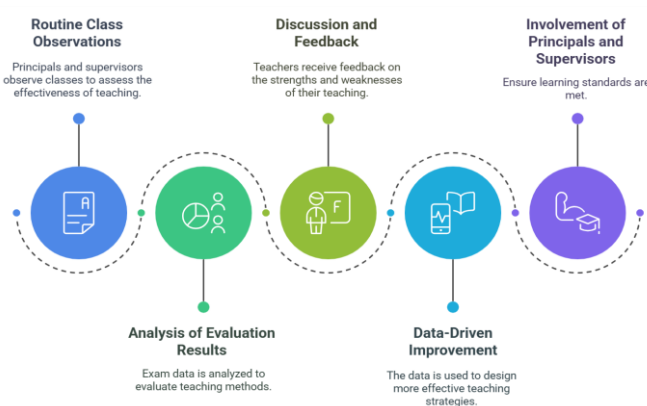 Routine Class
Observations
Principals and supervisors
observe classes to assess the
effectiveness of teaching.
A
Analysis of Evaluation
Results
Exam data is analyzed to
evaluate teaching methods.
Discussion and
Feedback
Teachers receive feedback on
the strengths and weaknesses
of their teaching.
F
Data-Driven
Improvement
The data is used to design
more effective teaching
strategies.
Involvement of
Principals and
Supervisors
Ensure learning standards are
met.